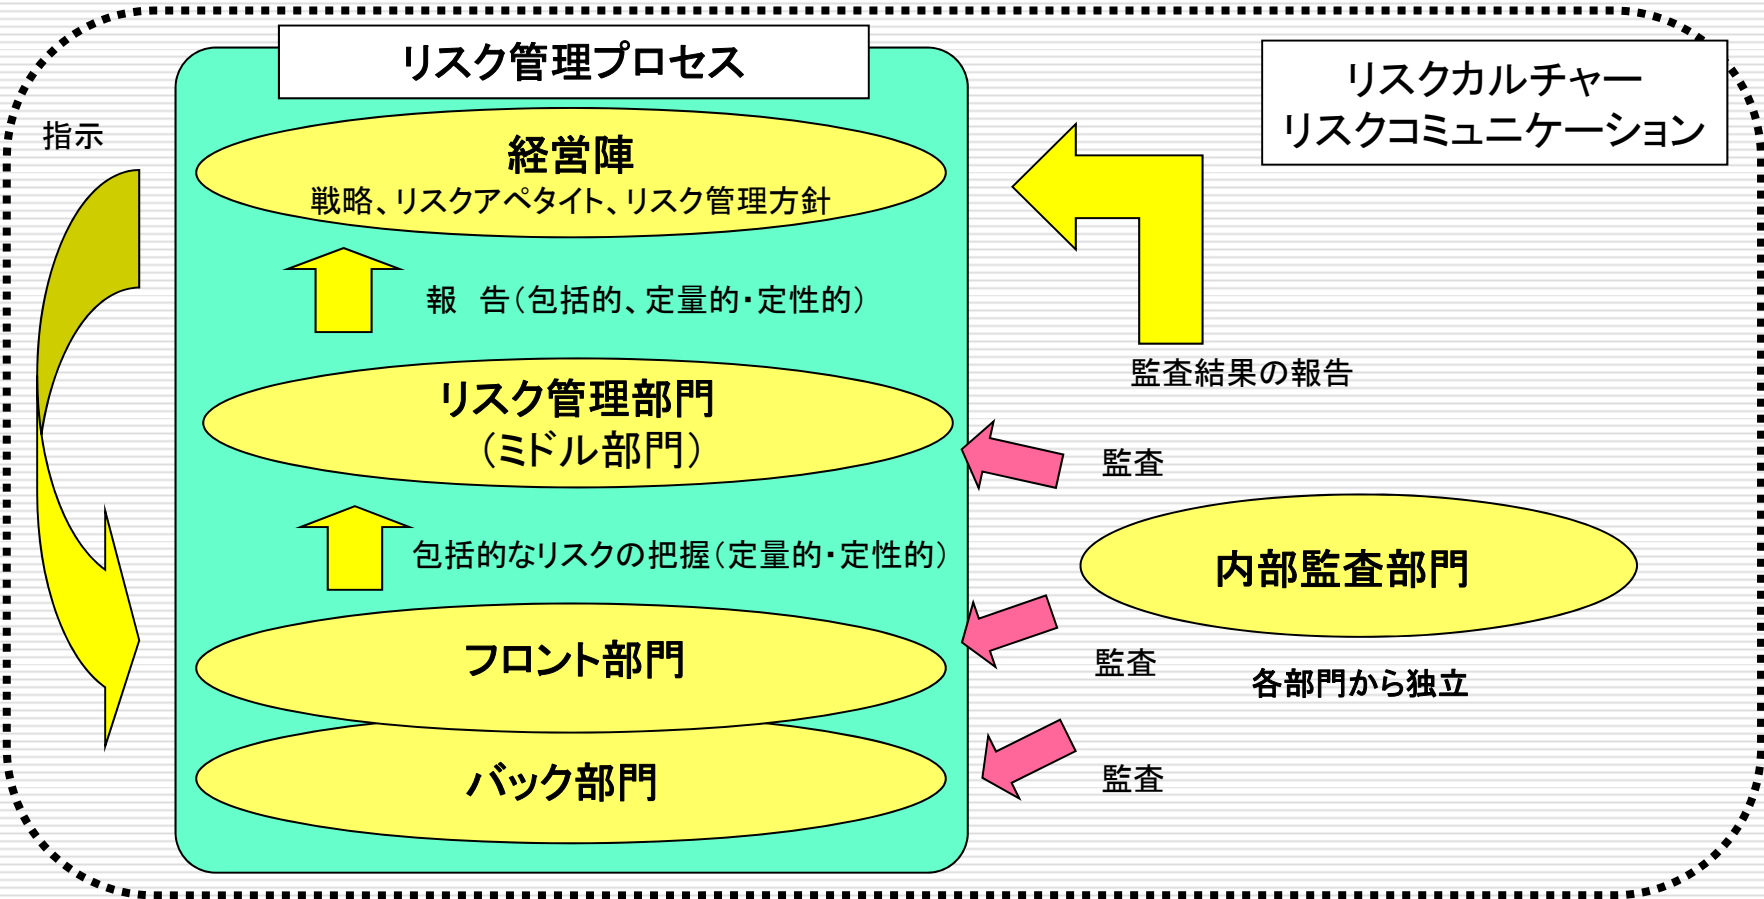 リスク管理プロセス
リスクカルチャー
リスクコミュニケーション
指示
経営陣
戦略、リスクアペタイト、リスク管理方針
報　告（包括的、定量的・定性的）
監査結果の報告
リスク管理部門
（ミドル部門）
監査
包括的なリスクの把握（定量的・定性的）
内部監査部門
フロント部門
監査
各部門から独立
バック部門
監査